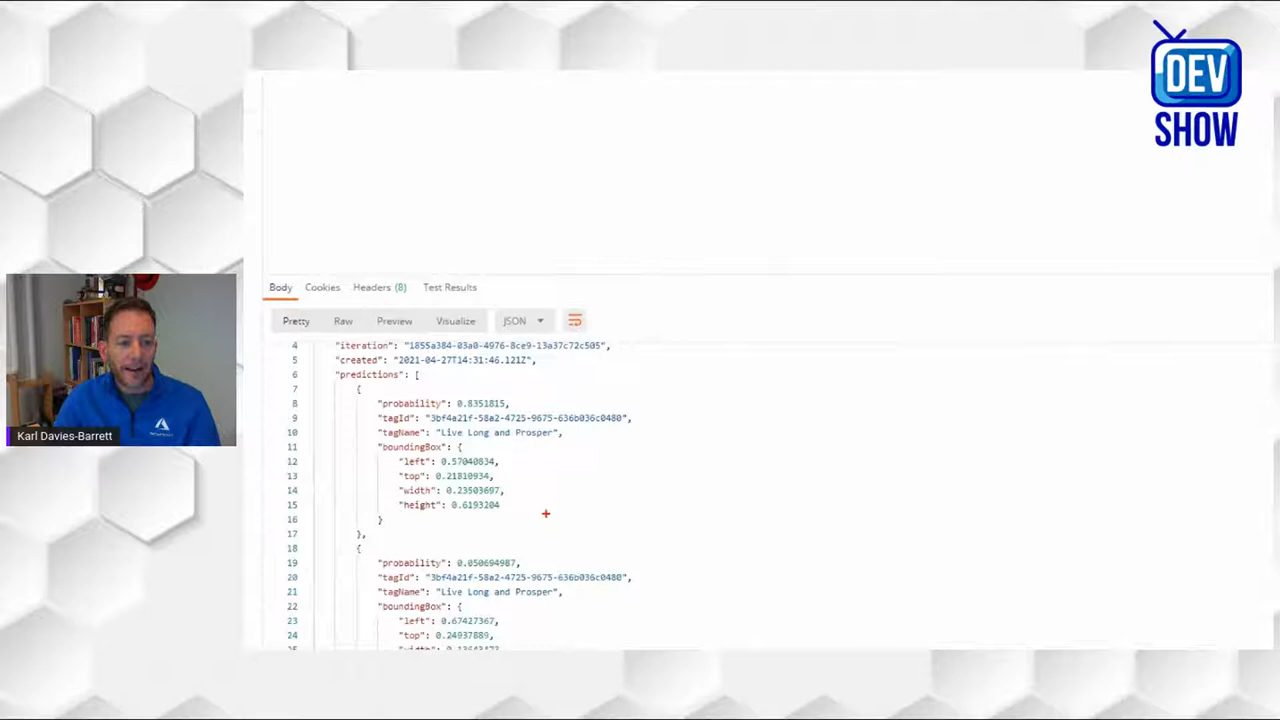 DEV
SHOW
Body Cookies Headers (8) Test Results
Pretty Raw Preview Visualize JSON
4 "iteration": "1855a384-03a0-4976-8ce9-13a37c72c505",
5 "created": "2021-04-27T14:31:46.121Z",
6 "predictions": [
7 {
8 "probability": 0.8351815,
9 "tagId": "3bf4a21f-58a2-4725-9675-636b036c0480",
10 "tagName": "Live Long and Prosper",
11 "boundingBox": {
12 "left": 0.57040834,
13 "top": 0.21810934,
14 "width": 0.23503697,
15 "height": 0.6193204
16 }
17 },
18 {
19 "probability": 0.050694987,
20 "tagId": "3bf4a21f-58a2-4725-9675-636b036c0480",
21 "tagName": "Live Long and Prosper",
22 "boundingBox": {
23 "left": 0.67427367,
24 "top": 0.24937889,
Karl Davies-Barrett